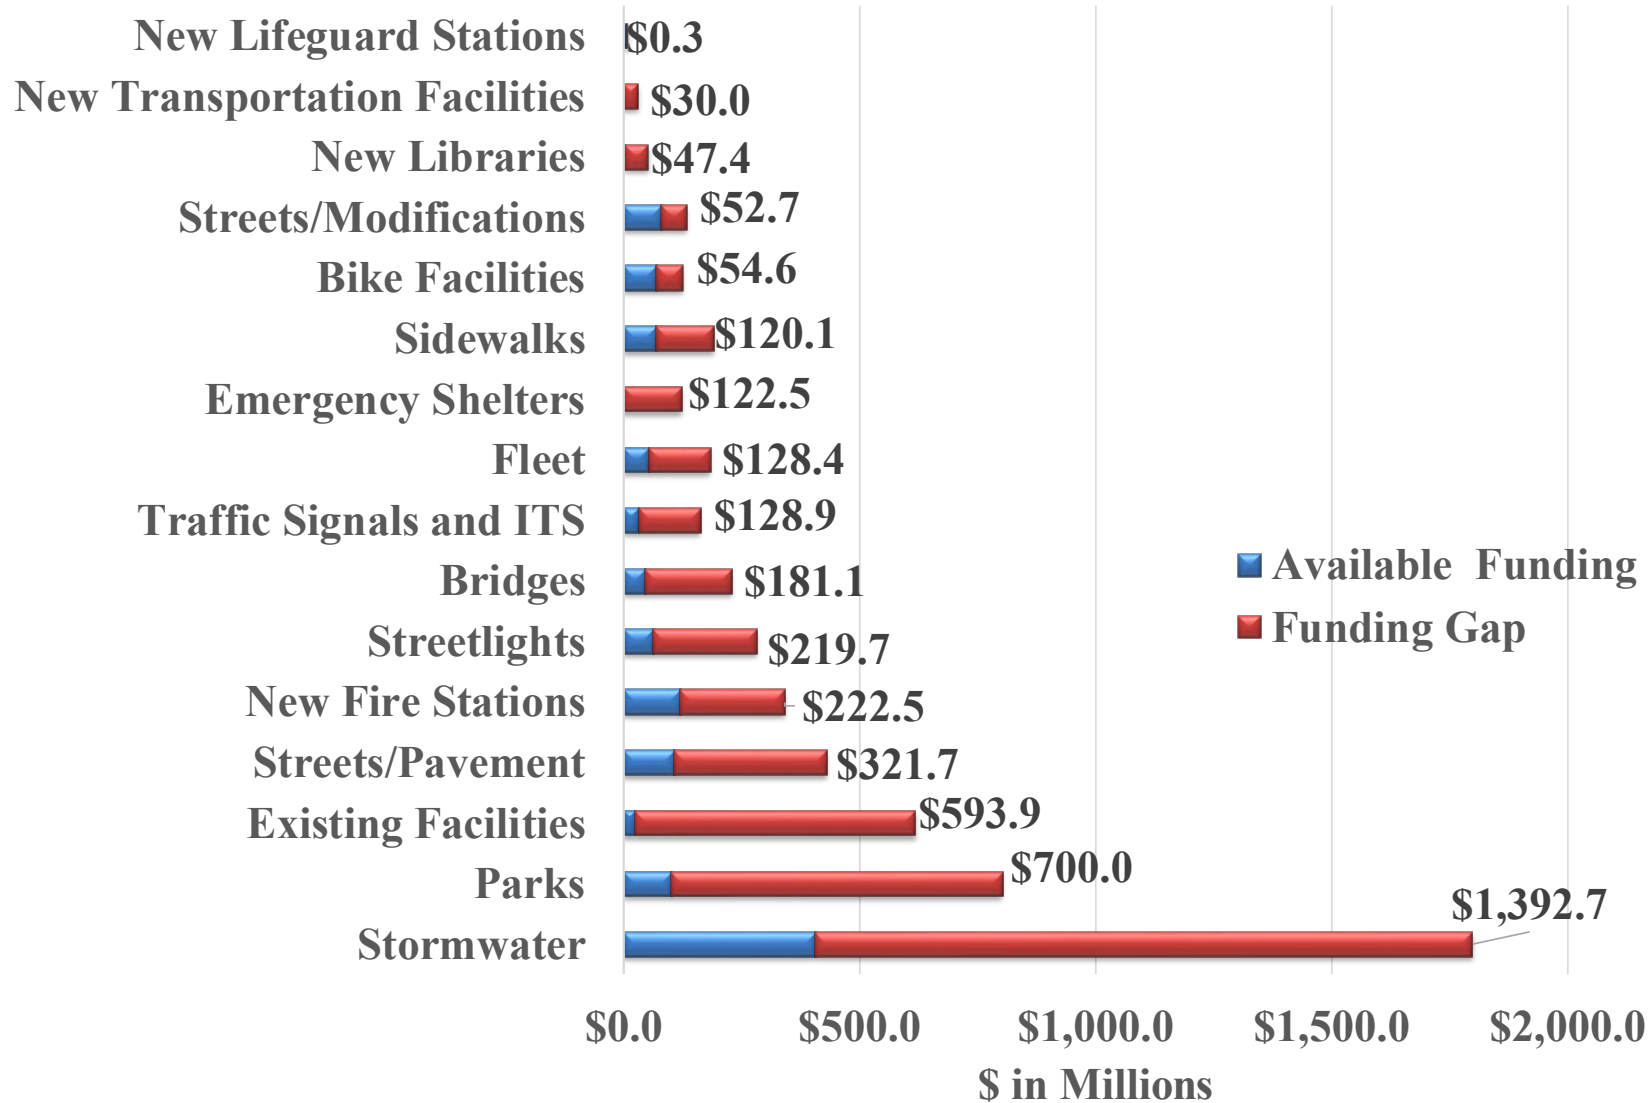 New Lifeguard Stations $0.3
New Transportation Facilities $30.0
New Libraries $47.4
Streets/Modifications $52.7
Bike Facilities $54.6
Sidewalks $120.1
Emergency Shelters $122.5
Fleet $128.4
Traffic Signals and ITS $128.9
Bridges $181.1
Streetlights $219.7
New Fire Stations $222.5
Streets/Pavement $321.7
Existing Facilities $593.9
Parks $700.0
Stormwater $1,392.7
Available Funding
Funding Gap
$0.0 $500.0 $1,000.0 $1,500.0 $2,000.0
$ in Millions